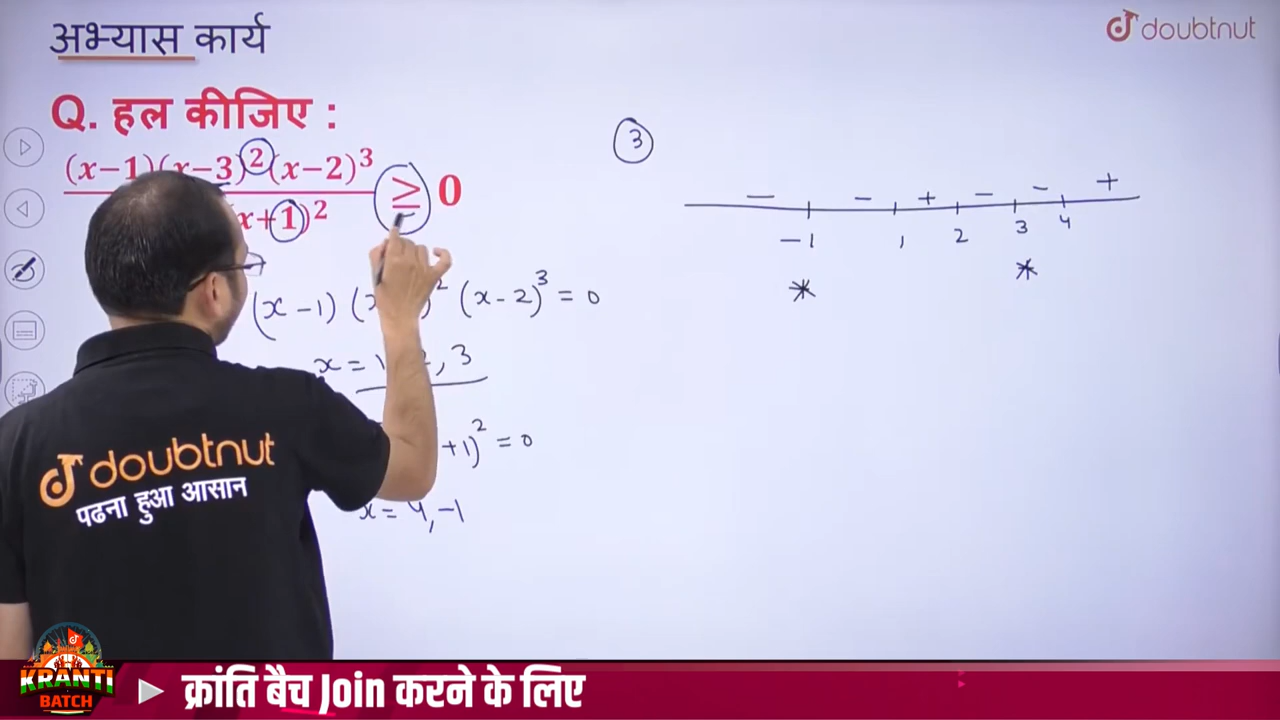 अभ्यास कार्य
doubtnut
Q. हल कीजिए :
(x−1)(x−3)²(x−2)³
≥ 0
x+1)²
(x-1) (x ² (x-2)³ = 0
x = 1 , 3
+1)² = 0
x = 4, -1
3
− − + − − +
-1 1 2 3 4
* *
doubtnut
पढना हुआ आसान
KRANTI
BATCH
क्रांति बैच Join करने के लिए